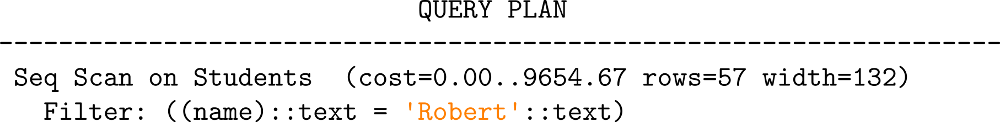 QUERY PLAN
-------------------------------------------------------------------
Seq Scan on Students  (cost=0.00..9654.67 rows=57 width=132)
  Filter: ((name)::text = 'Robert'::text)